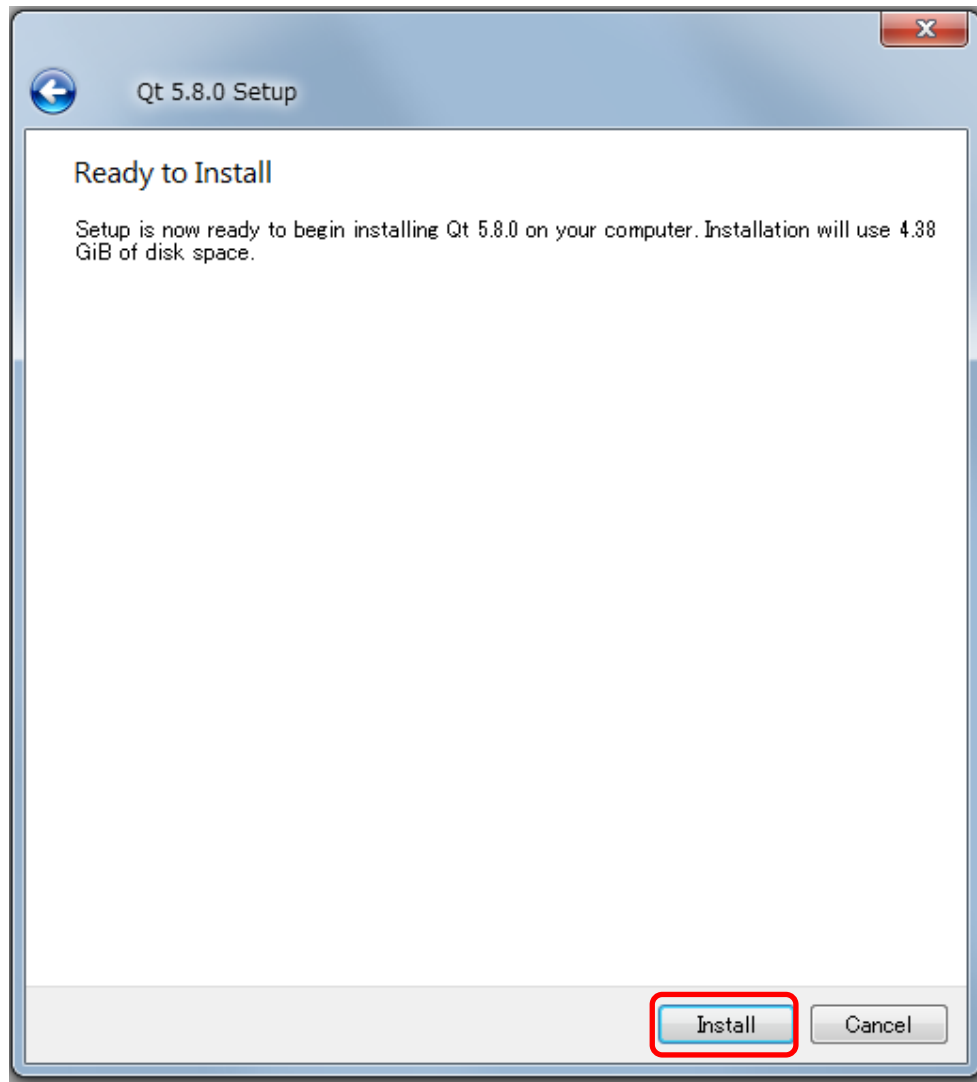 Qt 5.8.0 Setup
Ready to Install
Setup is now ready to begin installing Qt 5.8.0 on your computer. Installation will use 4.38
GiB of disk space.
Install
Cancel